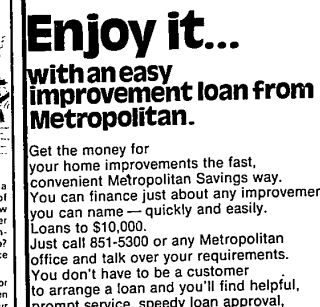 Enjoy it...
with an easy
improvement loan from
Metropolitan.
Get the money for
your home improvements the fast,
convenient Metropolitan Savings way.
You can finance just about any
you can name — quickly and easily.
Loans to $10,000.
Just call 851-5300 or any Metropolitan
office and talk over your requirements.
You don't have to be a customer
to arrange a loan and you'll find helpful,
prompt service, speedy loan approval,